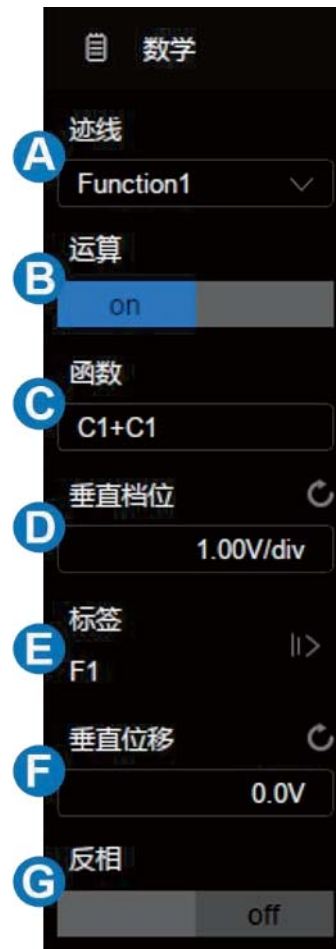 数学
迹线
A
Function1
运算
B
on
函数
C
C1+C1
垂直档位
D
1.00V/div
标签
E
F1
垂直位移
F
0.0V
反相
G
off